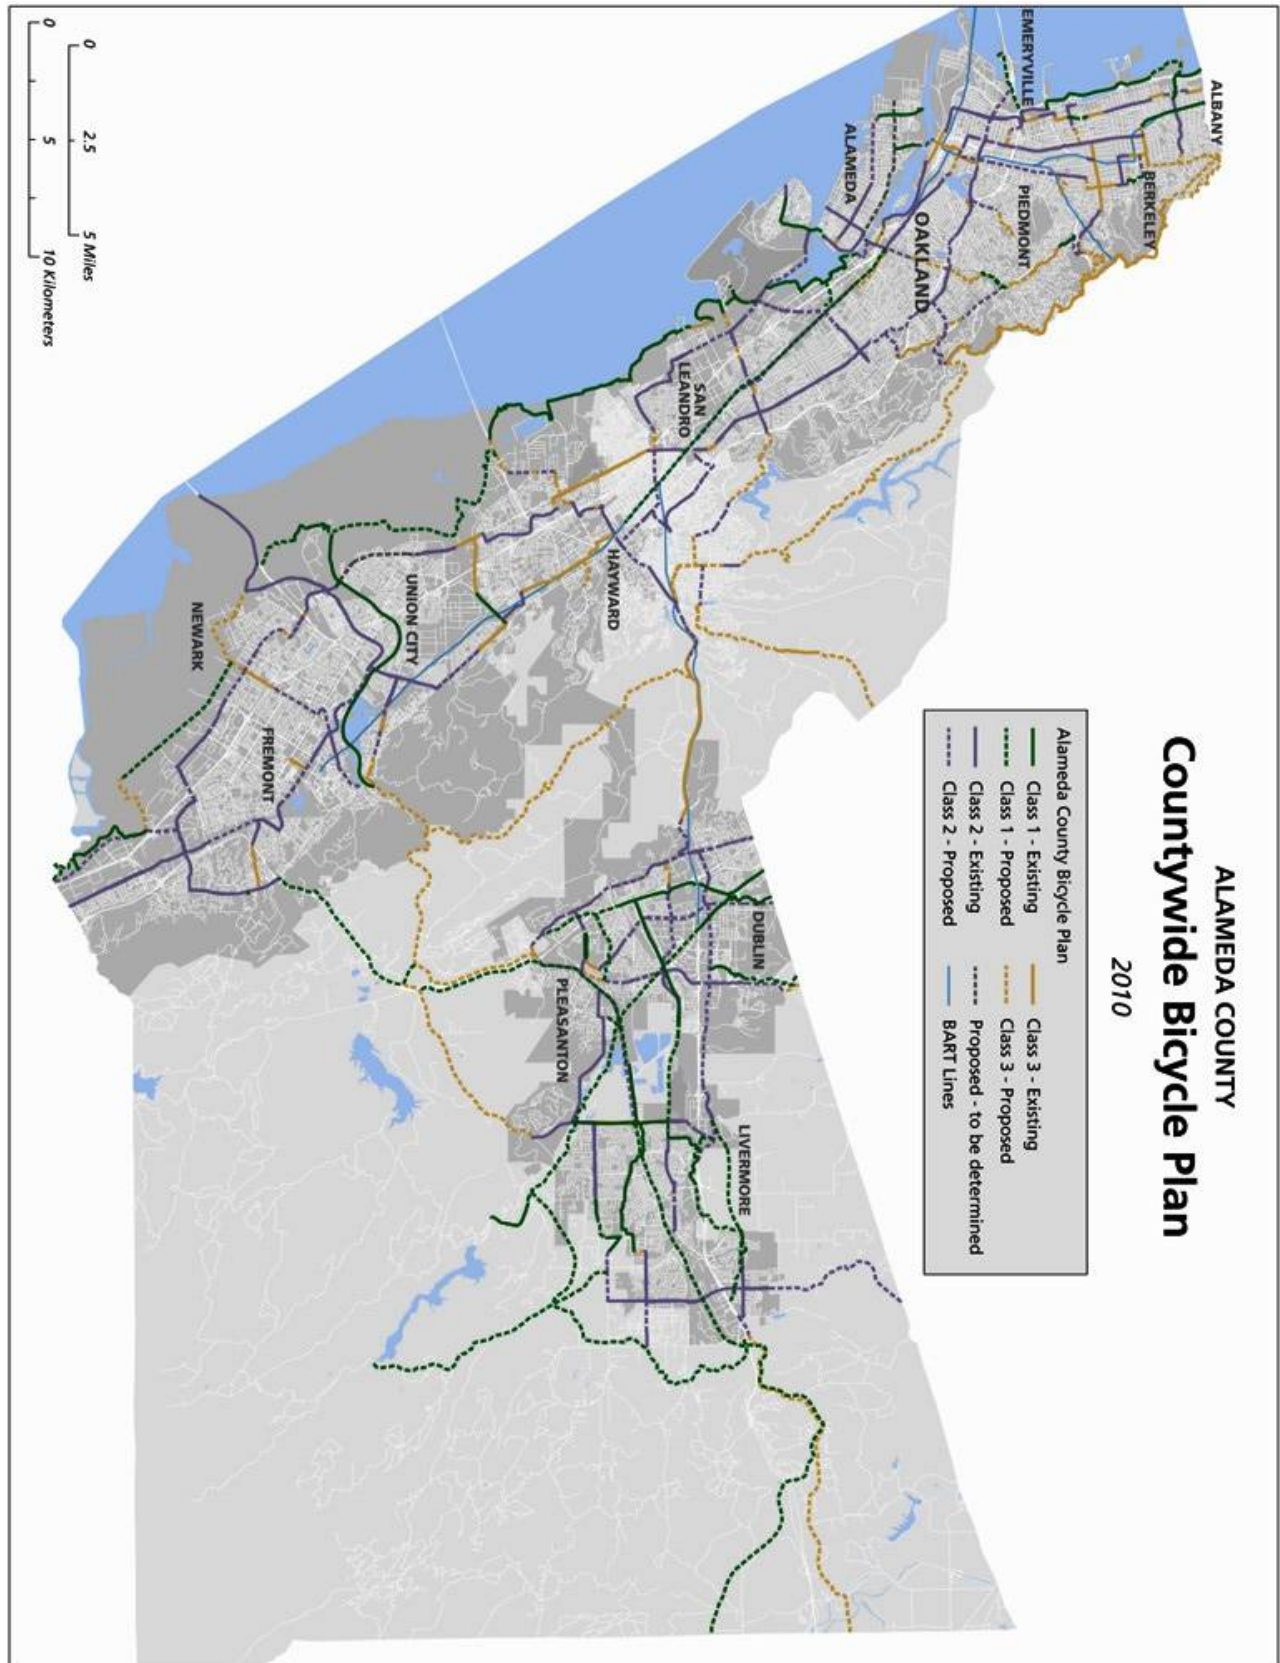 ALAMEDA COUNTY
Countywide Bicycle Plan
2010
Alameda County Bicycle Plan
Class 1 - Existing
Class 1 - Proposed
Class 2 - Existing
Class 2 - Proposed
Class 3 - Existing
Class 3 - Proposed
Proposed - to be determined
BART Lines
ALBANY
BERKELEY
EMERYVILLE
PIEDMONT
OAKLAND
ALAMEDA
SAN
LEANDRO
HAYWARD
UNION CITY
NEWARK
FREMONT
DUBLIN
PLEASANTON
LIVERMORE
0 2.5 5 Miles
0 5 10 Kilometers